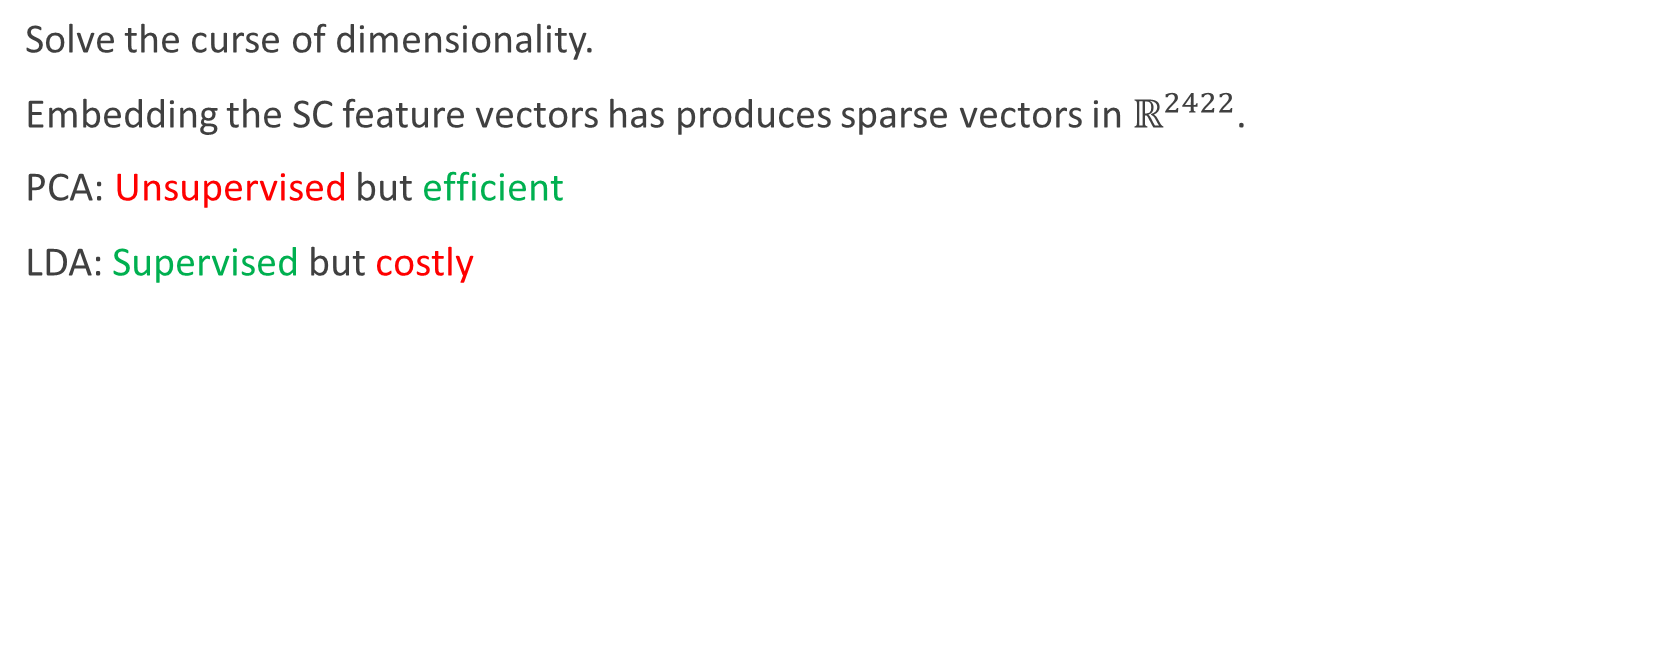 Solve the curse of dimensionality.
Embedding the SC feature vectors has produces sparse vectors in ℝ²⁴²².
PCA: Unsupervised but efficient
LDA: Supervised but costly